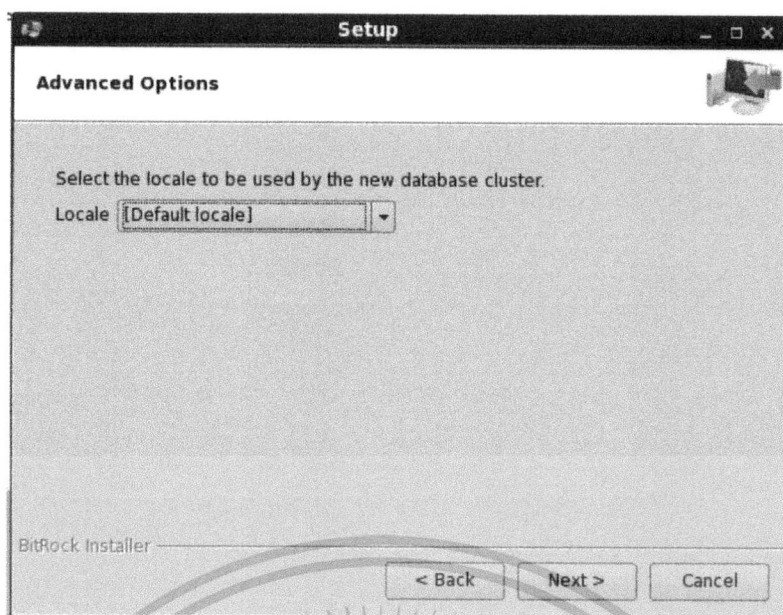 Setup
Advanced Options
Select the locale to be used by the new database cluster.
Locale [Default locale]
BitRock Installer
< Back Next > Cancel